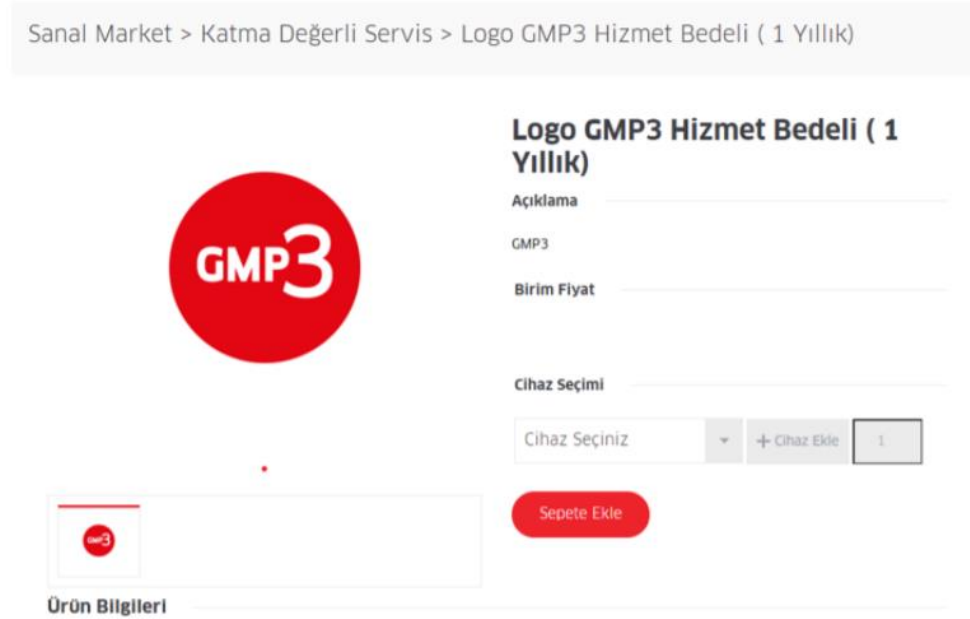 Sanal Market > Katma Değerli Servis > Logo GMP3 Hizmet Bedeli ( 1 Yıllık)
Logo GMP3 Hizmet Bedeli ( 1
Yıllık)
Açıklama
GMP3
GMP3
Birim Fiyat
Cihaz Seçimi
Cihaz Seçiniz
+ Cihaz Ekle
1
Sepete Ekle
GMP3
Ürün Bilgileri